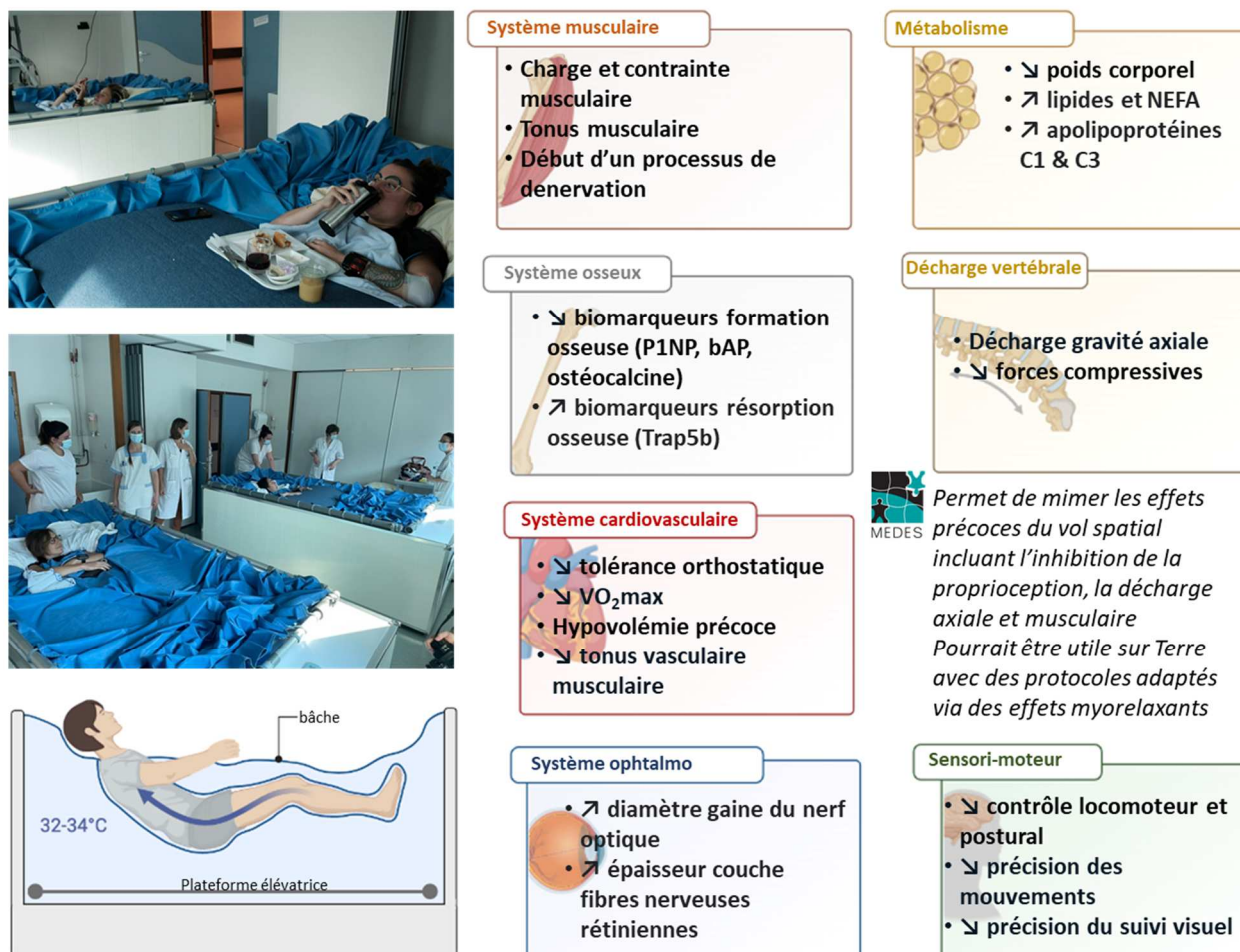 Système musculaire
• Charge et contrainte
musculaire
• Tonus musculaire
• Début d'un processus de
denervation
Métabolisme
• ↘ poids corporel
• ↗ lipides et NEFA
• ↗ apolipoprotéines
C1 & C3
Système osseux
• ↘ biomarqueurs formation
osseuse (P1NP, bAP,
ostéocalcine)
• ↗ biomarqueurs résorption
osseuse (Trap5b)
Décharge vertébrale
• Décharge gravité axiale
• ↘ forces compressives
MEDES
Permet de mimer les effets
précoces du vol spatial
incluant l'inhibition de la
proprioception, la décharge
axiale et musculaire
Pourrait être utile sur Terre
avec des protocoles adaptés
via des effets myorelaxants
Système cardiovasculaire
• ↘ tolérance orthostatique
• ↘ VO₂max
• Hypovolémie précoce
• ↘ tonus vasculaire
musculaire
bâche
32-34°C
Plateforme élévatrice
Système ophtalmo
• ↗ diamètre gaine du nerf
optique
• ↗ épaisseur couche
fibres nerveuses
rétiniennes
Sensori-moteur
• ↘ contrôle locomoteur et
postural
• ↘ précision des
mouvements
• ↘ précision du suivi visuel